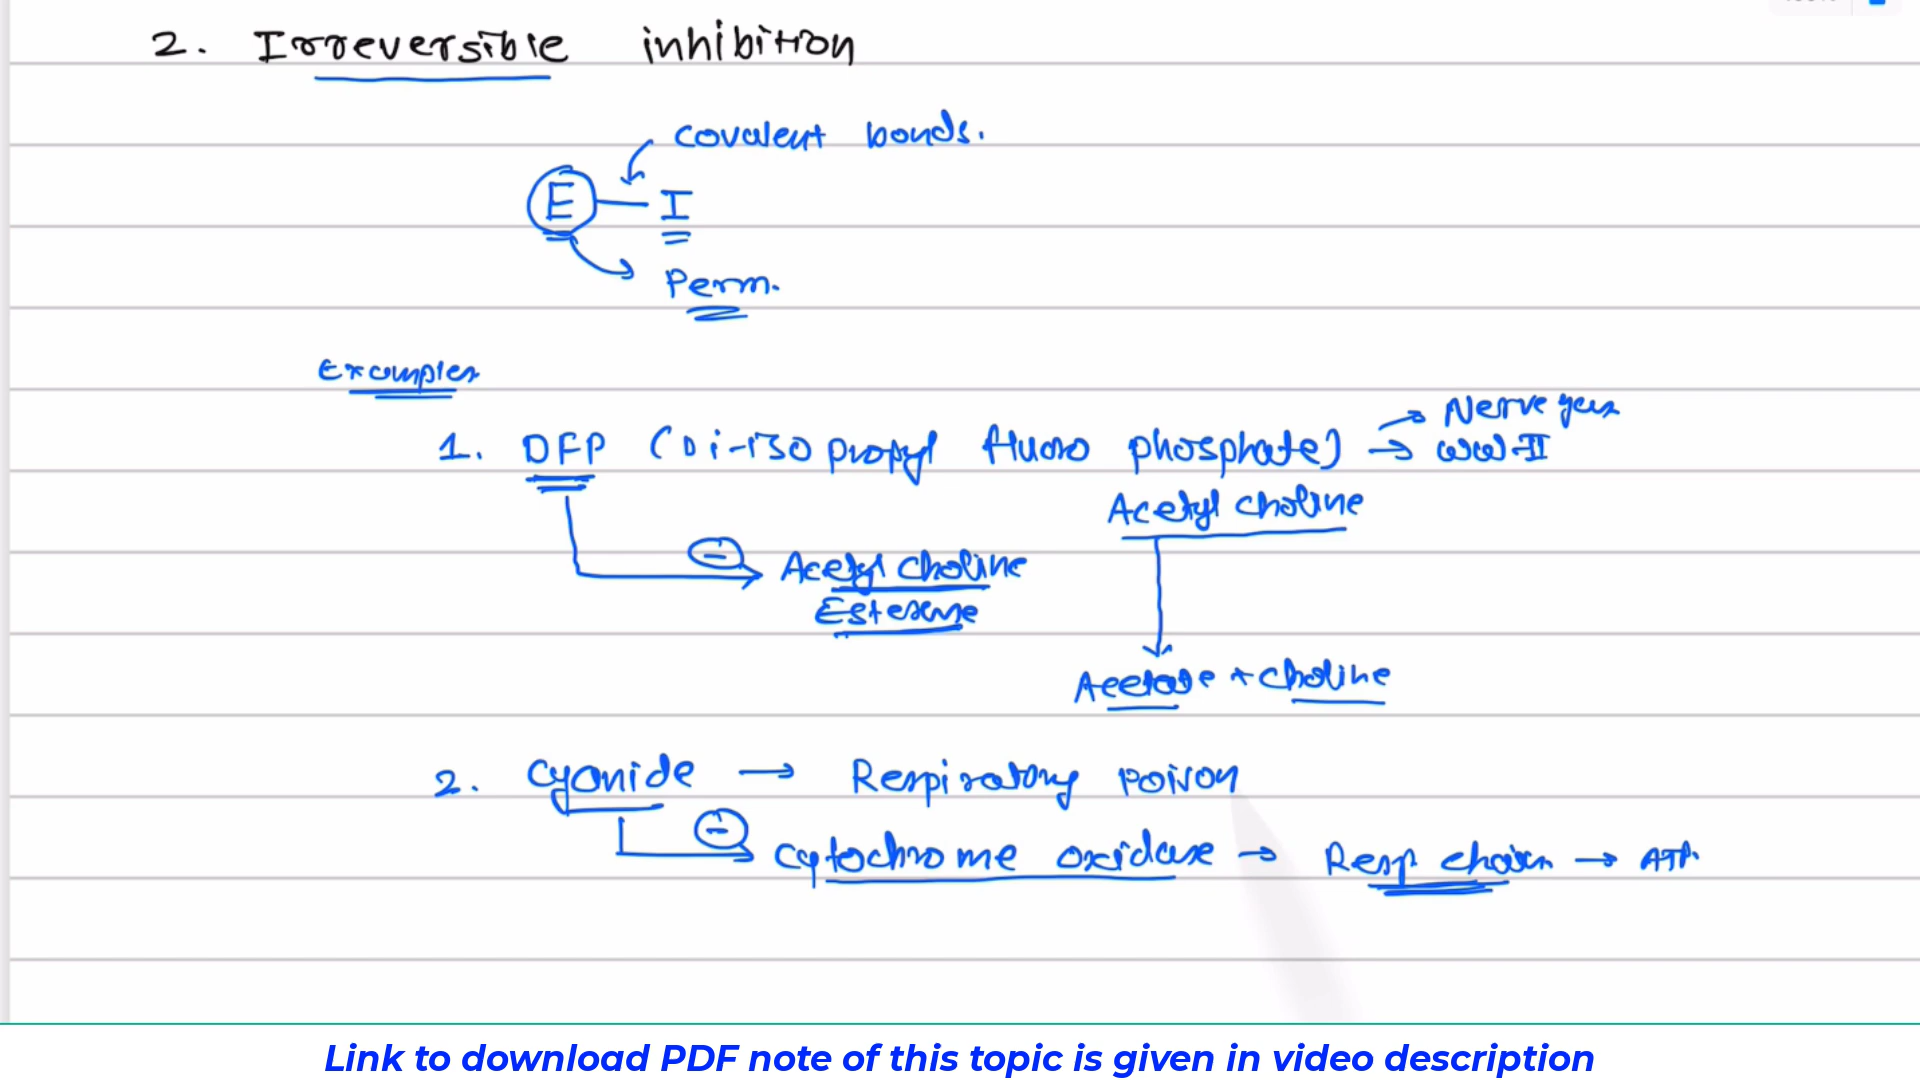 2. Irreversible inhibition
covalent bonds.
E — I
Perm.
Examples
Nerve gas
1. DFP (Di-iso propyl fluoro phosphate) → WW-II
Acetyl choline
⊖ Acetyl choline
Esterase
Acetate + choline
2. Cyanide → Respiratory poison
⊖ Cytochrome oxidase → Resp chain → ATP.
Link to download PDF note of this topic is given in video description